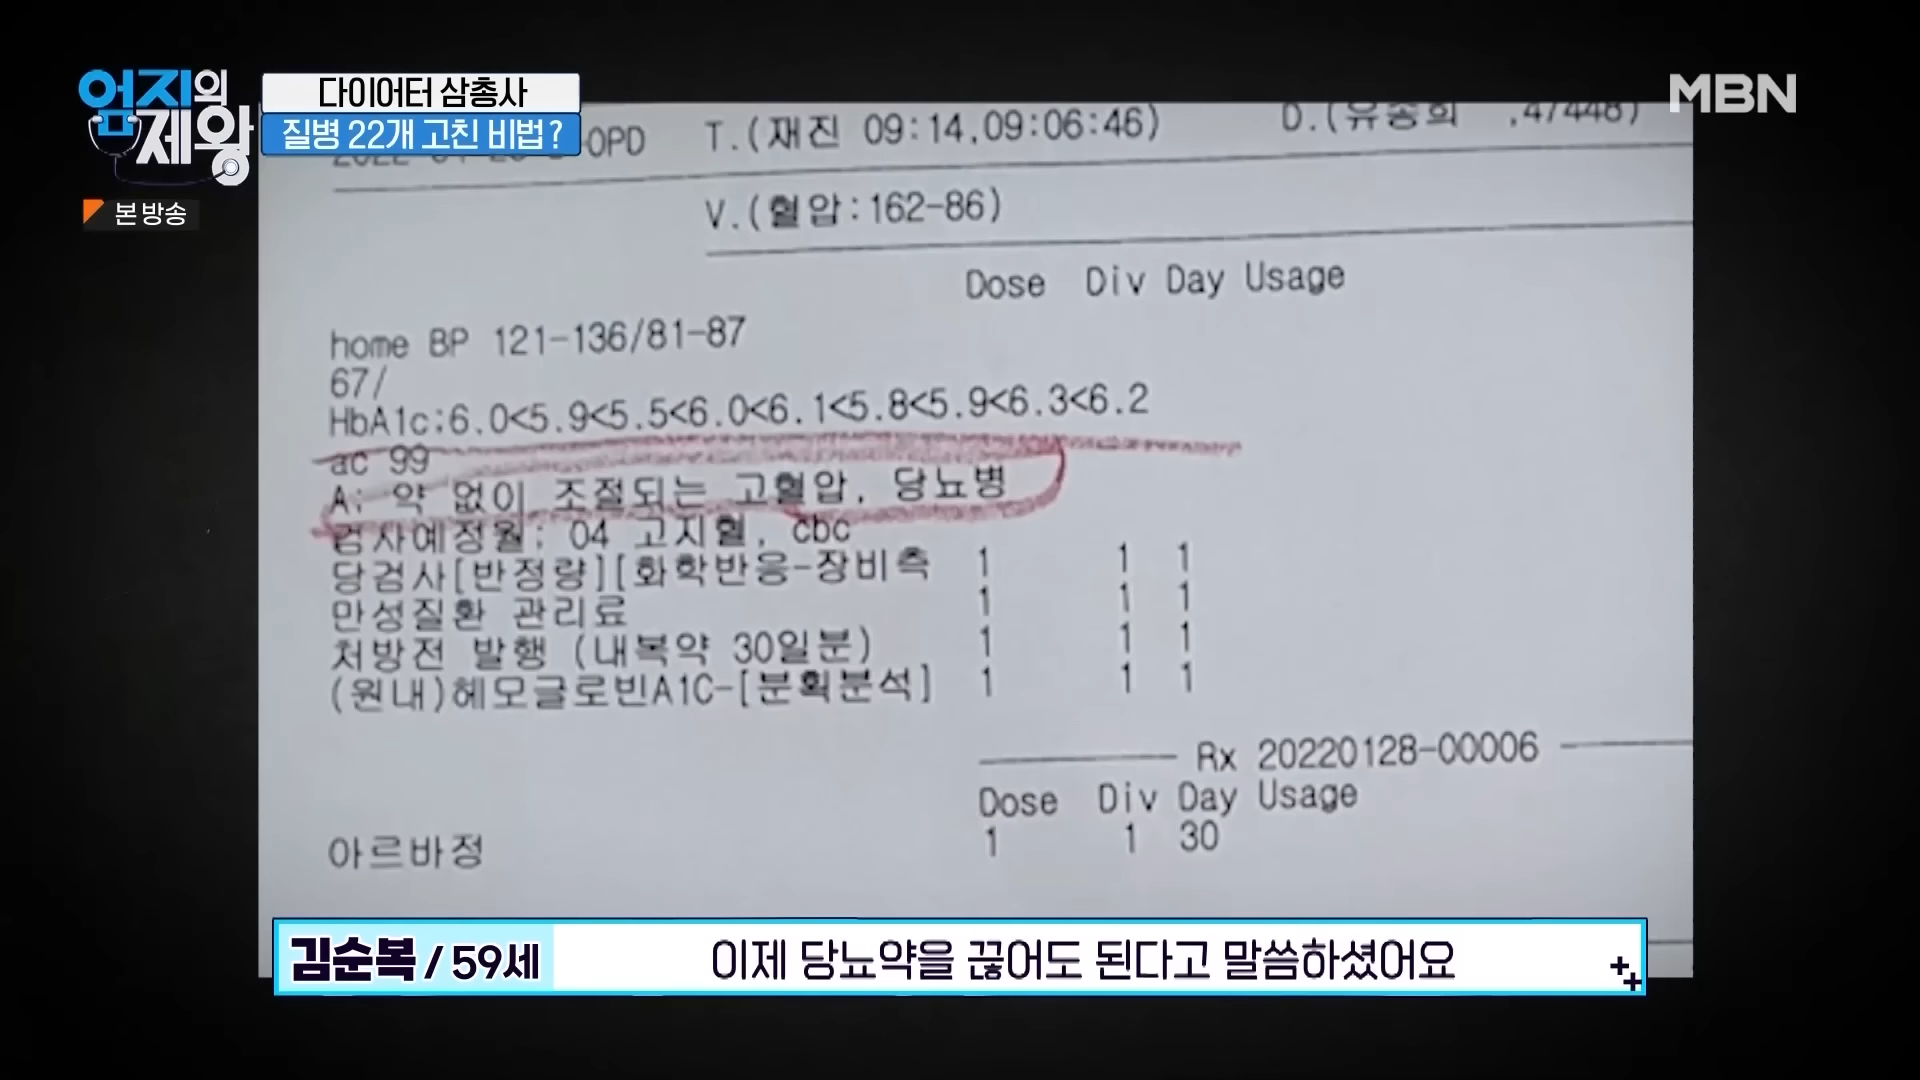 엄지의 제왕
다이어터 삼총사
질병 22개 고친 비법?
본 방송
MBN
OPD T.(재진 09:14,09:06:46) D.(유송희 ,47448)
V.(혈압:162-86)
Dose Div Day Usage
home BP 121-136/81-87
67/
HbA1c:6.0<5.9<5.5<6.0<6.1<5.8<5.9<6.3<6.2
ac 99
A: 약 없이 조절되는 고혈압, 당뇨병
검사예정월: 04 고지혈, cbc
당검사[반정량][화학반응-장비측 1 1 1
만성질환 관리료 1 1 1
처방전 발행 (내복약 30일분) 1 1 1
(원내)헤모글로빈A1C-[분획분석] 1 1 1
Rx 20220128-00006
Dose Div Day Usage
아르바정 1 1 30
김순복 / 59세 이제 당뇨약을 끊어도 된다고 말씀하셨어요